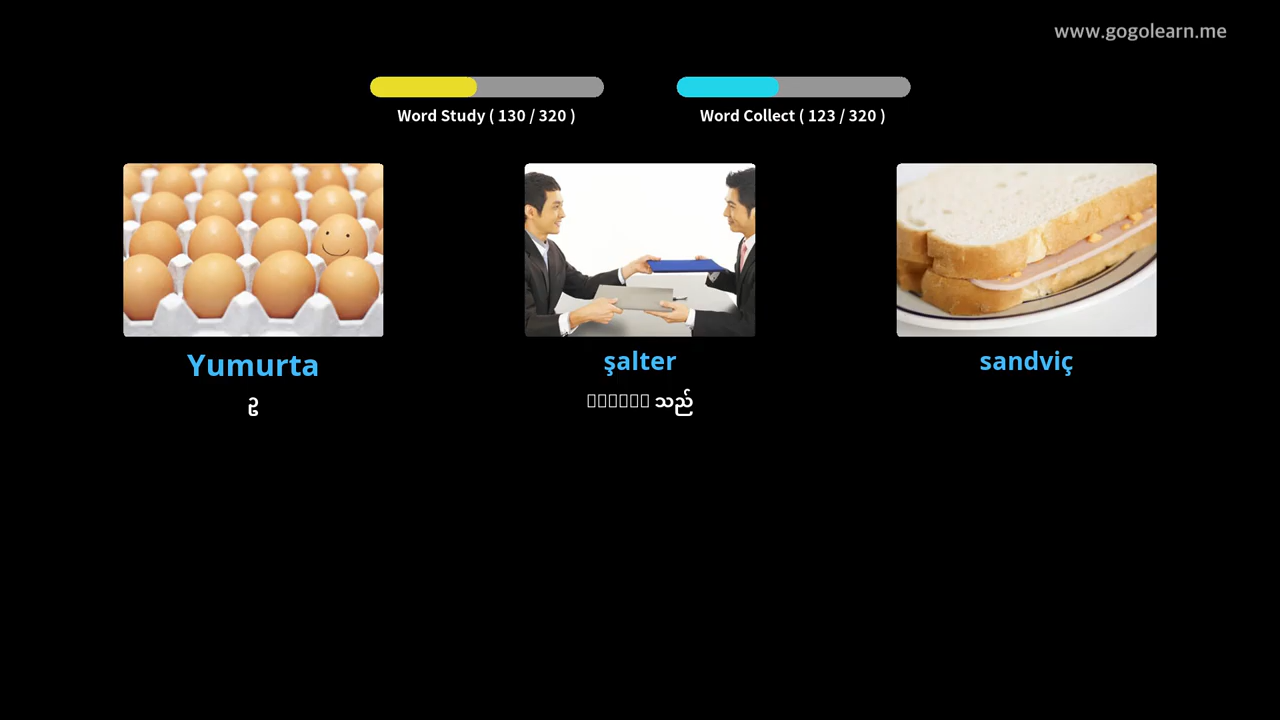 www.gogolearn.me
Word Study ( 130 / 320 )
Word Collect ( 123 / 320 )
Yumurta
şalter
sandviç
ဥ
သည်